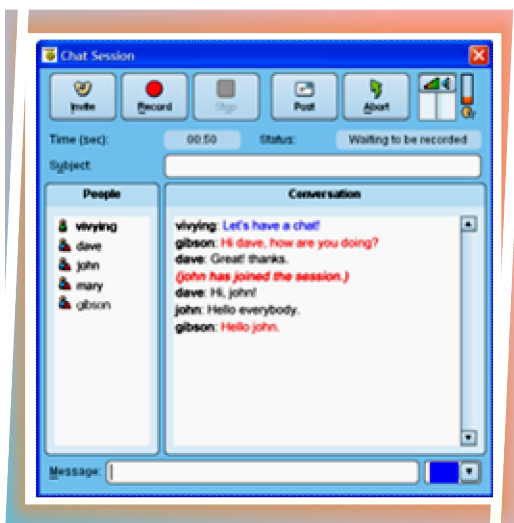 Chat Session
Invite Record Stop Post Abort
Time (sec): 00:50 Status: Waiting to be recorded
Subject:
People
vivying
dave
john
mary
gibson
Conversation
vivying: Let's have a chat!
gibson: Hi dave, how are you doing?
dave: Great! thanks.
(john has joined the session.)
dave: Hi, john!
john: Hello everybody.
gibson: Hello john.
Message: